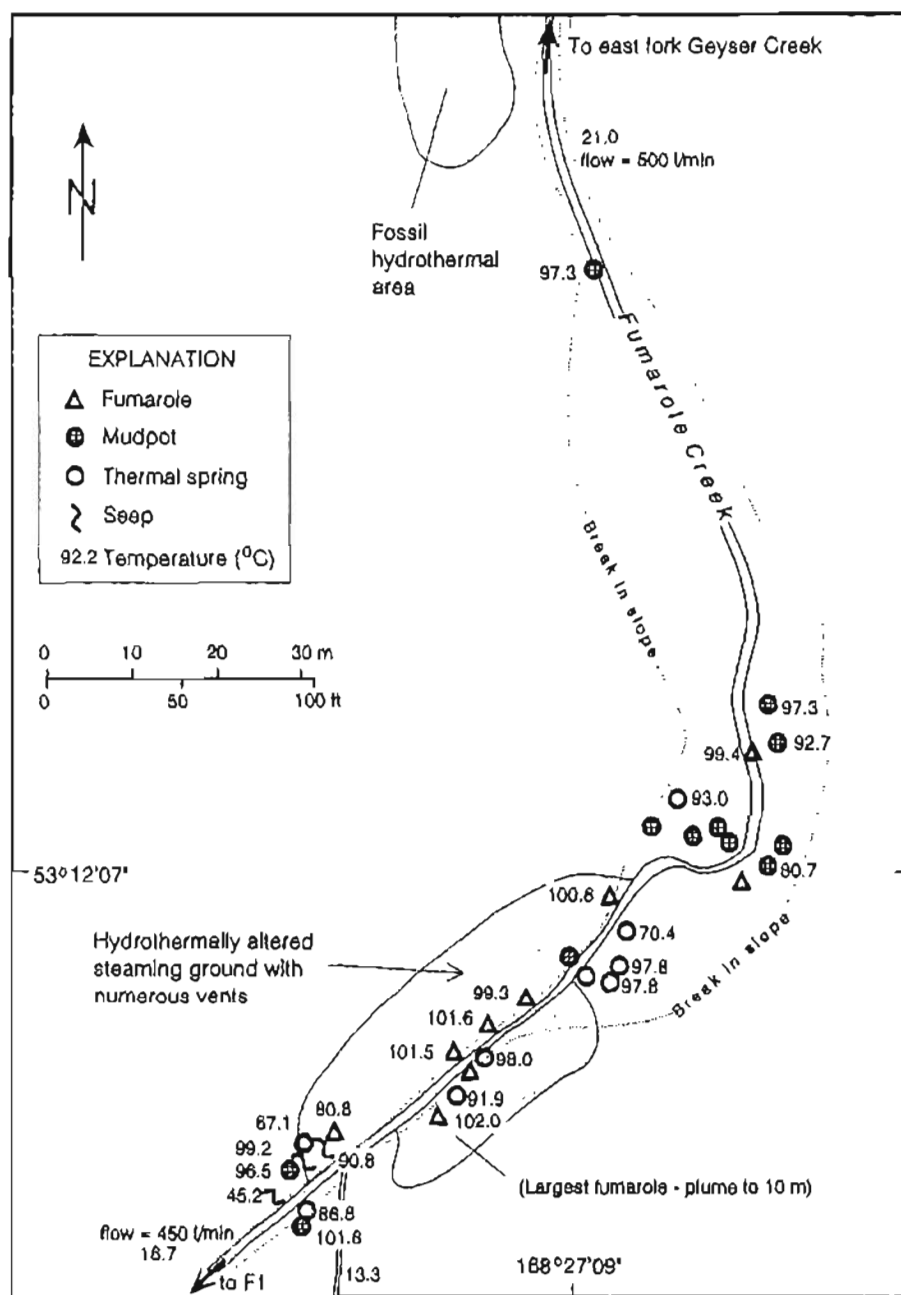 To east fork Geyser Creek
21.0
flow = 500 l/min
N
Fossil
hydrothermal
area
97.3
Fumarole Creek
EXPLANATION
Fumarole
Mudpot
Thermal spring
Seep
92.2 Temperature (°C)
0 10 20 30 m
0 50 100 ft
Break in slope
97.3
92.7
99.4
93.0
80.7
53°12'07"
100.8
70.4
Hydrothermally altered
steaming ground with
numerous vents
97.8
97.8
99.3
101.6
101.5
98.0
Break in slope
91.9
102.0
80.8
67.1
99.2
90.8
96.5
45.2
(Largest fumarole - plume to 10 m)
86.8
flow = 450 l/min
101.8
18.7
168°27'09"
to F1
13.3